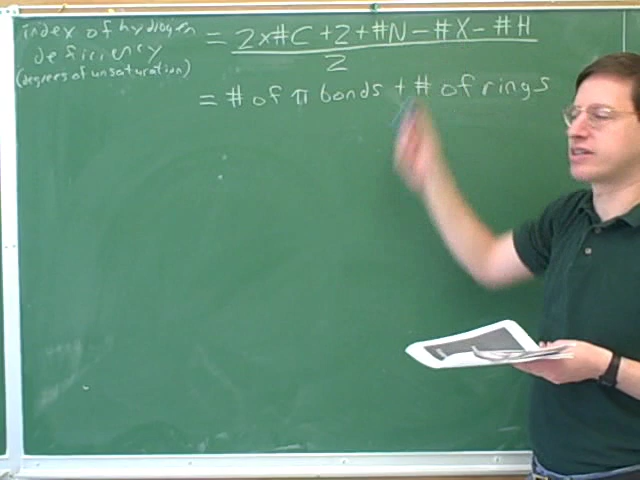 index of hydrogen
deficiency
(degrees of unsaturation)
= 2x#C+2+#N-#X-#H
2
= # of π bonds + # of rings